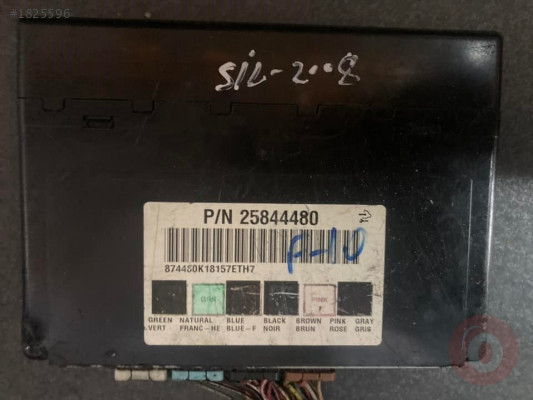 #1825596
SIL-2008
P/N 25844480
8744S0K18157ETH7
A-10
GRN PINK
GREEN NATURAL BLUE BLACK BROWN PINK GRAY
VERT FRANC-HE BLUE-F NOIR BRUN ROSE GRIS